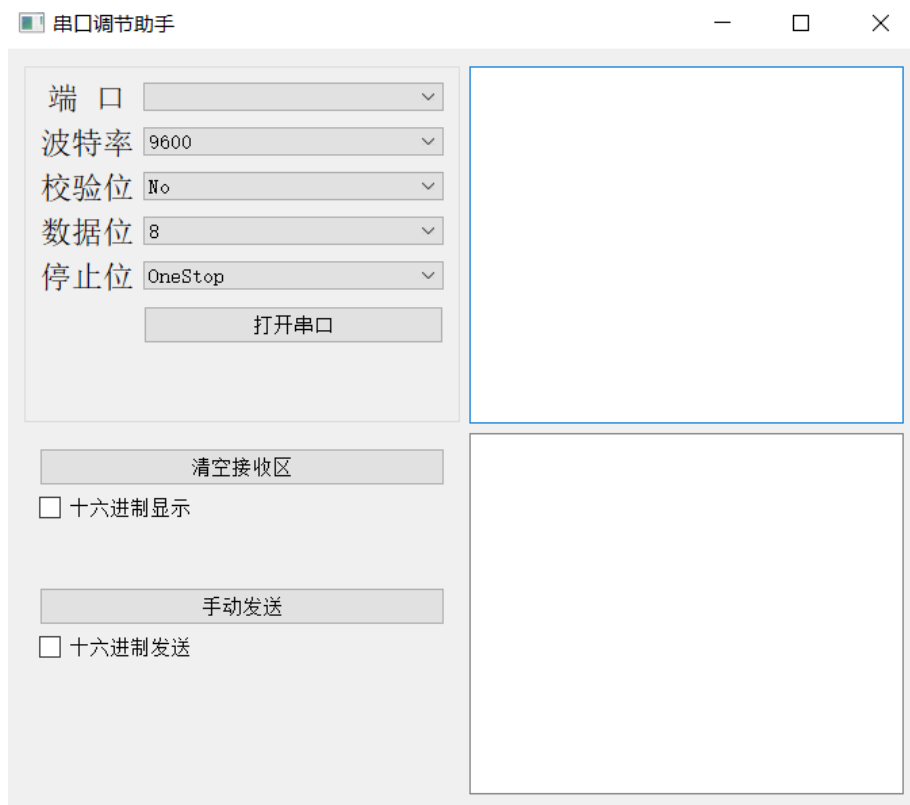 串口调节助手
端 口
波特率 9600
校验位 No
数据位 8
停止位 OneStop
打开串口
清空接收区
十六进制显示
手动发送
十六进制发送